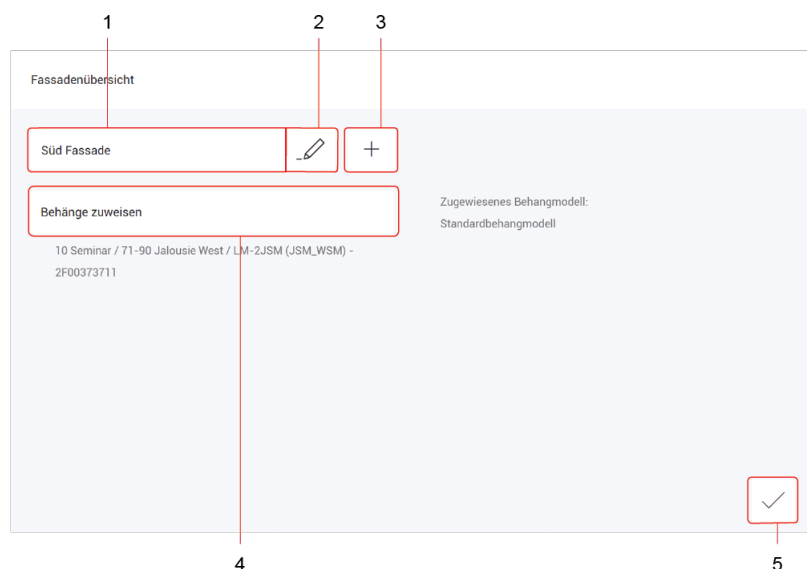 1 2 3
Fassadenübersicht
Süd Fassade
Behänge zuweisen
10 Seminar / 71-90 Jalousie West / LM-2JSM (JSM_WSM) -
2F00373711
Zugewiesenes Behangmodell:
Standardbehangmodell
4 5